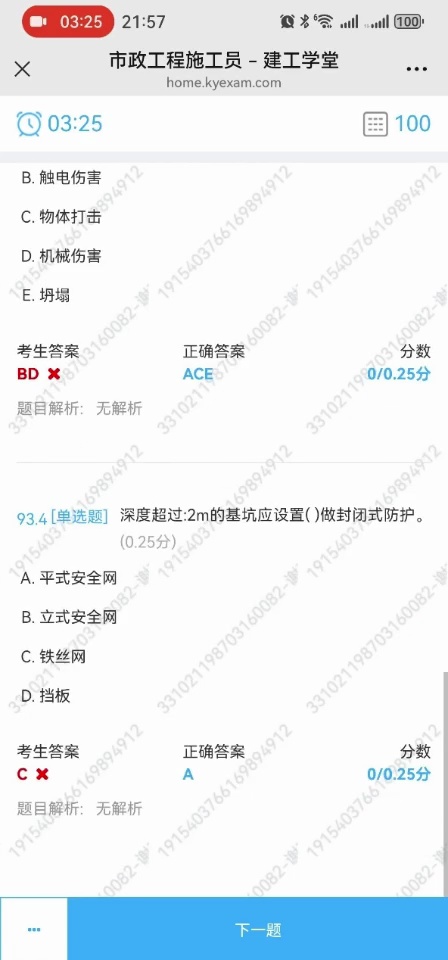 03:25 21:57 6 100
市政工程施工员 – 建工学堂
home.kyexam.com
03:25 100
B. 触电伤害
C. 物体打击
D. 机械伤害
E. 坍塌
考生答案 正确答案 分数
BD ACE 0/0.25分
题目解析: 无解析
93.4 [单选题] 深度超过:2m的基坑应设置( )做封闭式防护。
(0.25分)
A. 平式安全网
B. 立式安全网
C. 铁丝网
D. 挡板
考生答案 正确答案 分数
C A 0/0.25分
题目解析: 无解析
下一题